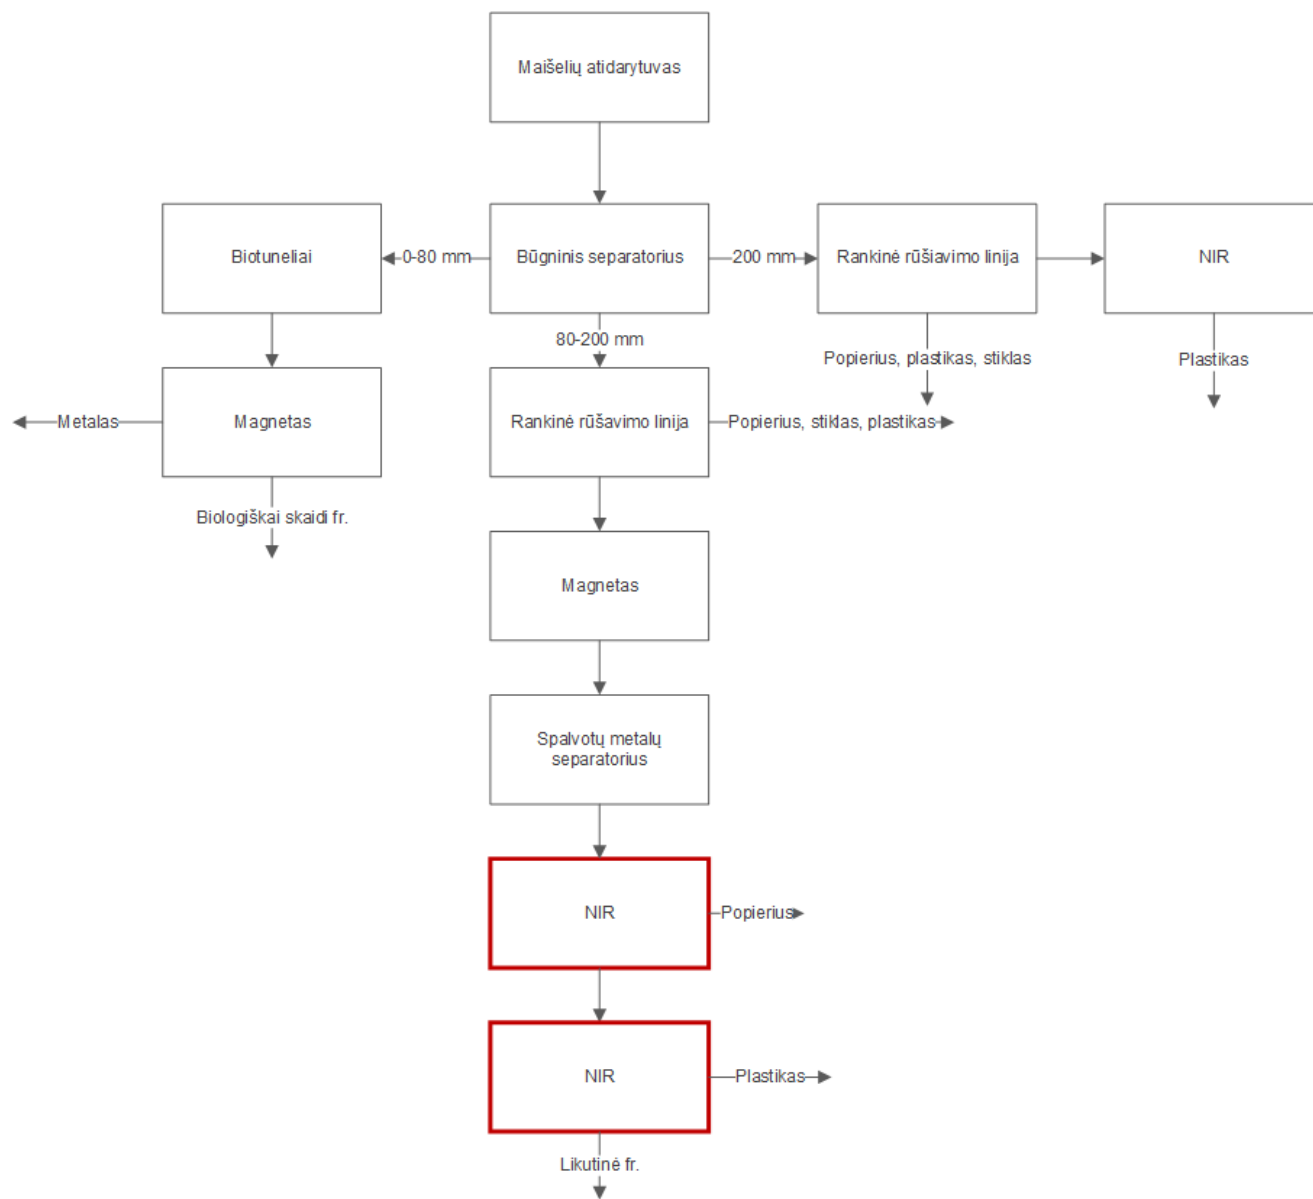 Maišelių atidarytuvas
Biotuneliai
0-80 mm
Būgninis separatorius
200 mm
Rankinė rūšiavimo linija
NIR
80-200 mm
Popierius, plastikas, stiklas
Plastikas
Metalas
Magnetas
Rankinė rūšavimo linija
Popierius, stiklas, plastikas
Biologiškai skaidi fr.
Magnetas
Spalvotų metalų
separatorius
NIR
Popierius
NIR
Plastikas
Likutinė fr.